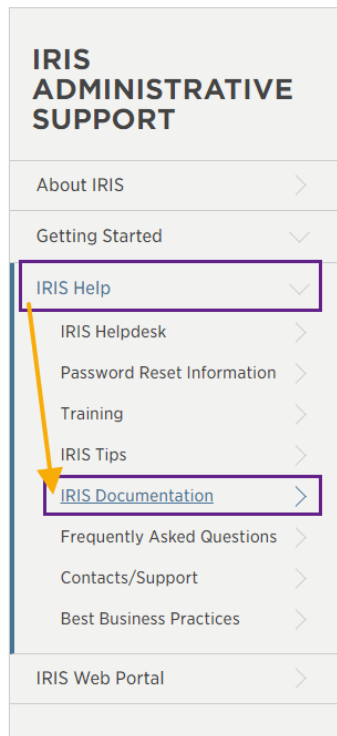 IRIS
ADMINISTRATIVE
SUPPORT
About IRIS
Getting Started
IRIS Help
IRIS Helpdesk
Password Reset Information
Training
IRIS Tips
IRIS Documentation
Frequently Asked Questions
Contacts/Support
Best Business Practices
IRIS Web Portal